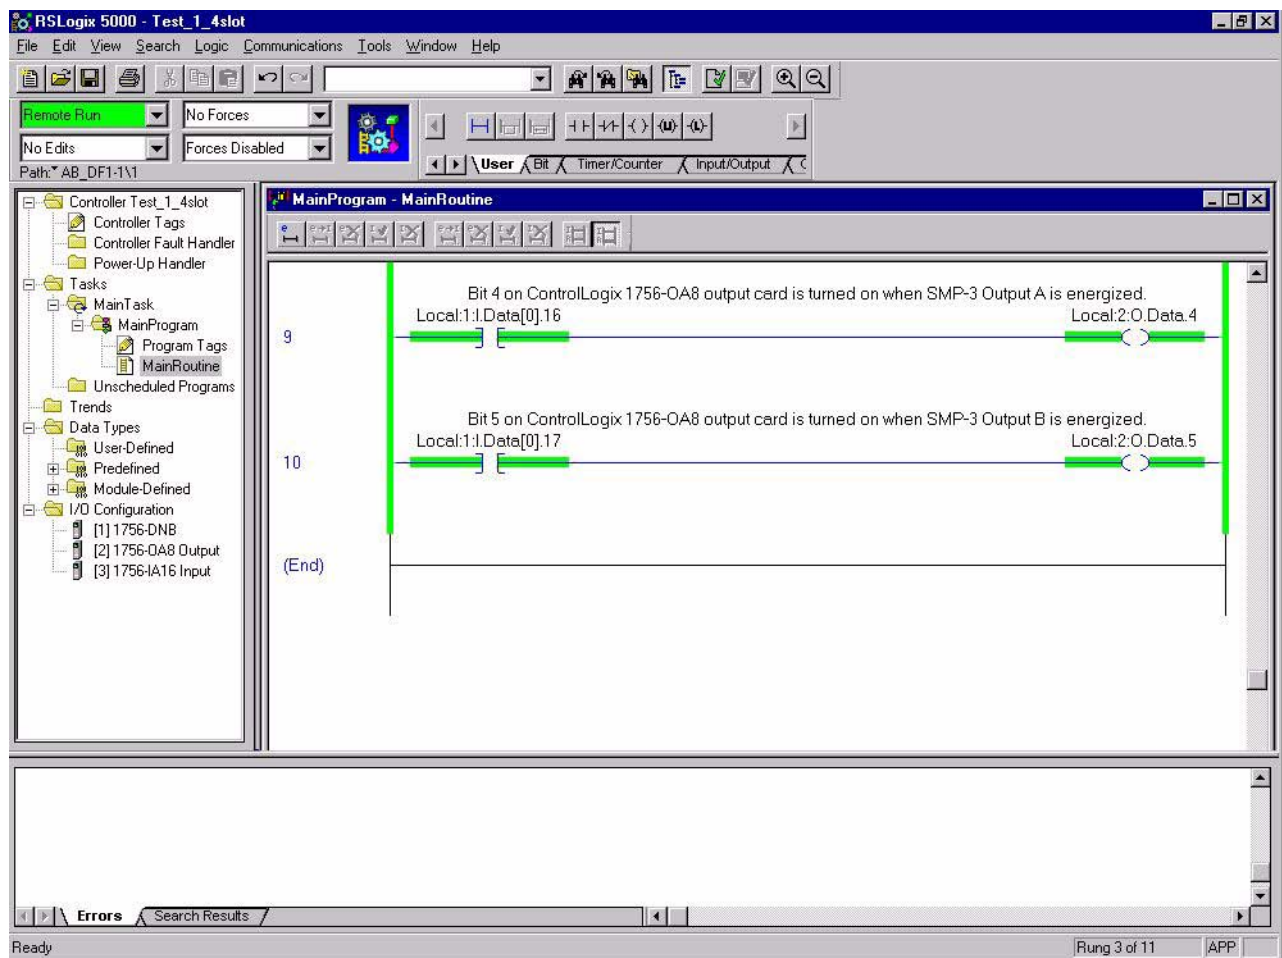 RSLogix 5000 - Test_1_4slot
File Edit View Search Logic Communications Tools Window Help
Remote Run
No Forces
No Edits
Forces Disabled
Path: AB_DF1-1\1
User Bit Timer/Counter Input/Output
Controller Test_1_4slot
Controller Tags
Controller Fault Handler
Power-Up Handler
Tasks
MainTask
MainProgram
Program Tags
MainRoutine
Unscheduled Programs
Trends
Data Types
User-Defined
Predefined
Module-Defined
I/O Configuration
[1] 1756-DNB
[2] 1756-OA8 Output
[3] 1756-IA16 Input
MainProgram - MainRoutine
Bit 4 on ControlLogix 1756-OA8 output card is turned on when SMP-3 Output A is energized.
Local:1:I.Data[0].16 Local:2:O.Data.4
9
Bit 5 on ControlLogix 1756-OA8 output card is turned on when SMP-3 Output B is energized.
Local:1:I.Data[0].17 Local:2:O.Data.5
10
(End)
Errors Search Results
Ready
Rung 3 of 11 APP